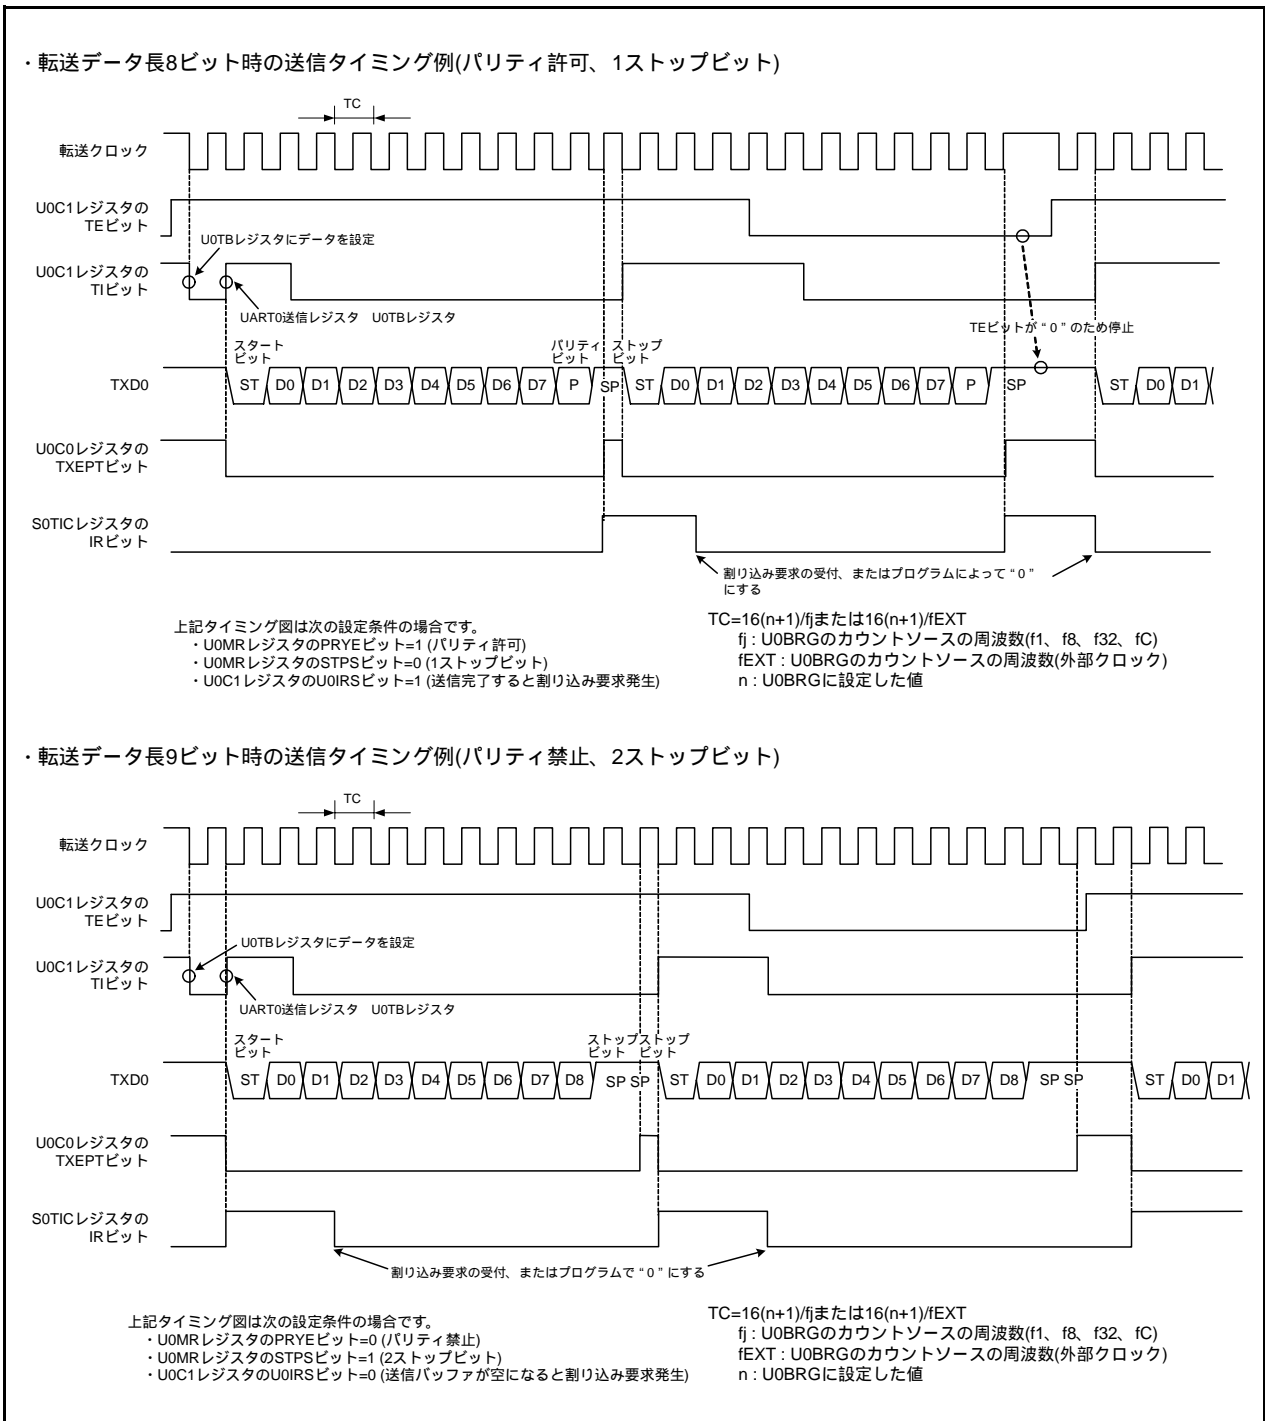 ・転送データ長8ビット時の送信タイミング例(パリティ許可、1ストップビット)
TC
転送クロック
U0C1レジスタの
TEビット
U0TBレジスタにデータを設定
U0C1レジスタの
TIビット
UART0送信レジスタ　U0TBレジスタ
TEビットが“0”のため停止
スタート
ビット
パリティ
ビット
ストップ
ビット
TXD0
ST D0 D1 D2 D3 D4 D5 D6 D7 P SP ST D0 D1 D2 D3 D4 D5 D6 D7 P SP ST D0 D1
U0C0レジスタの
TXEPTビット
S0TICレジスタの
IRビット
割り込み要求の受付、またはプログラムによって“0”
にする
上記タイミング図は次の設定条件の場合です。
・U0MRレジスタのPRYEビット=1 (パリティ許可)
・U0MRレジスタのSTPSビット=0 (1ストップビット)
・U0C1レジスタのU0IRSビット=1 (送信完了すると割り込み要求発生)
TC=16(n+1)/fjまたは16(n+1)/fEXT
fj : U0BRGのカウントソースの周波数(f1、f8、f32、fC)
fEXT : U0BRGのカウントソースの周波数(外部クロック)
n : U0BRGに設定した値
・転送データ長9ビット時の送信タイミング例(パリティ禁止、2ストップビット)
TC
転送クロック
U0C1レジスタの
TEビット
U0TBレジスタにデータを設定
U0C1レジスタの
TIビット
UART0送信レジスタ　U0TBレジスタ
スタート
ビット
ストップ
ビット
ストップ
ビット
TXD0
ST D0 D1 D2 D3 D4 D5 D6 D7 D8 SP SP ST D0 D1 D2 D3 D4 D5 D6 D7 D8 SP SP ST D0 D1
U0C0レジスタの
TXEPTビット
S0TICレジスタの
IRビット
割り込み要求の受付、またはプログラムで“0”にする
上記タイミング図は次の設定条件の場合です。
・U0MRレジスタのPRYEビット=0 (パリティ禁止)
・U0MRレジスタのSTPSビット=1 (2ストップビット)
・U0C1レジスタのU0IRSビット=0 (送信バッファが空になると割り込み要求発生)
TC=16(n+1)/fjまたは16(n+1)/fEXT
fj : U0BRGのカウントソースの周波数(f1、f8、f32、fC)
fEXT : U0BRGのカウントソースの周波数(外部クロック)
n : U0BRGに設定した値